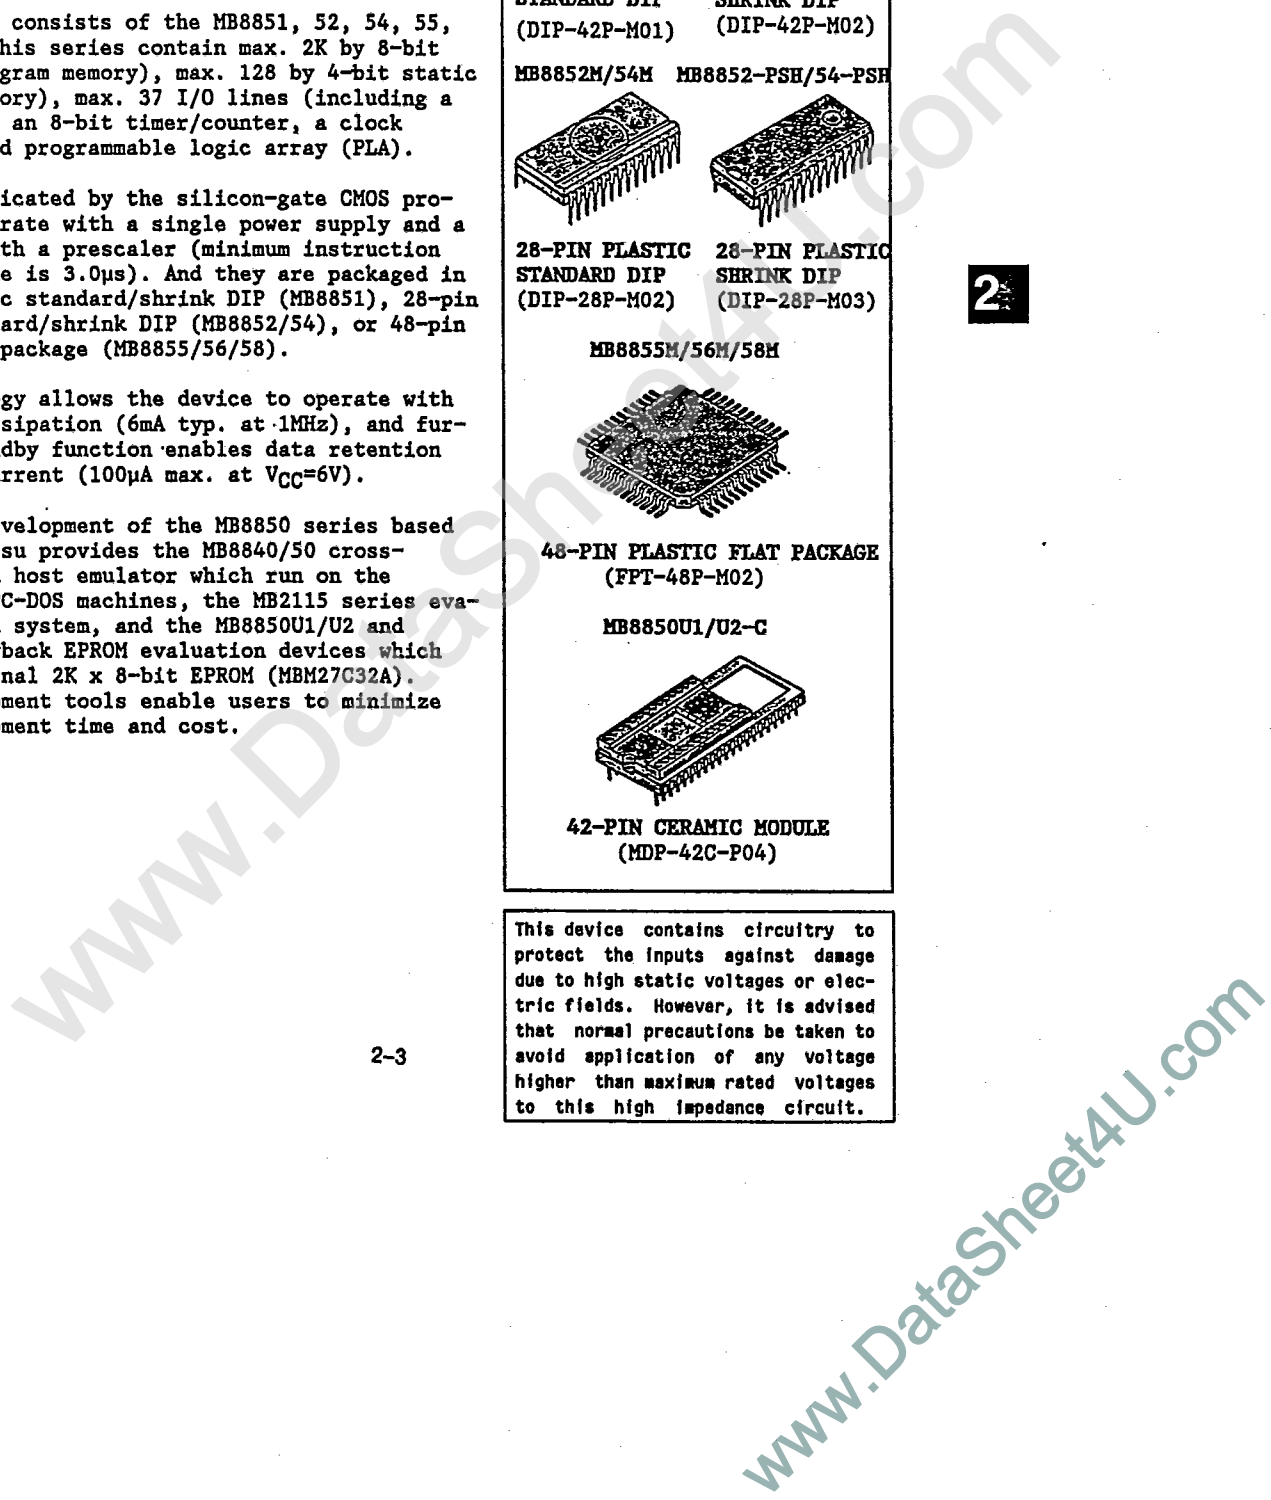 consists of the MB8851, 52, 54, 55,
his series contain max. 2K by 8-bit
gram memory), max. 128 by 4-bit static
ory), max. 37 I/O lines (including a
an 8-bit timer/counter, a clock
d programmable logic array (PLA).
icated by the silicon-gate CMOS pro-
rate with a single power supply and a
th a prescaler (minimum instruction
e is 3.0μs). And they are packaged in
c standard/shrink DIP (MB8851), 28-pin
ard/shrink DIP (MB8852/54), or 48-pin
package (MB8855/56/58).
gy allows the device to operate with
sipation (6mA typ. at 1MHz), and fur-
dby function enables data retention
rrent (100μA max. at VCC=6V).
velopment of the MB8850 series based
su provides the MB8840/50 cross-
host emulator which run on the
C-DOS machines, the MB2115 series eva-
system, and the MB8850U1/U2 and
yback EPROM evaluation devices which
nal 2K x 8-bit EPROM (MBM27C32A).
ment tools enable users to minimize
ment time and cost.
STANDARD DIP SHRINK DIP
(DIP-42P-M01) (DIP-42P-M02)
MB8852M/54M MB8852-PSH/54-PSH
28-PIN PLASTIC 28-PIN PLASTIC
STANDARD DIP SHRINK DIP
(DIP-28P-M02) (DIP-28P-M03)
MB8855M/56M/58M
48-PIN PLASTIC FLAT PACKAGE
(FPT-48P-M02)
MB8850U1/U2-C
42-PIN CERAMIC MODULE
(MDP-42C-P04)
This device contains circuitry to
protect the inputs against damage
due to high static voltages or elec-
tric fields. However, it is advised
that normal precautions be taken to
avoid application of any voltage
higher than maximum rated voltages
to this high impedance circuit.
2
2-3
www.DataSheet4U.com
www.DataSheet4U.com